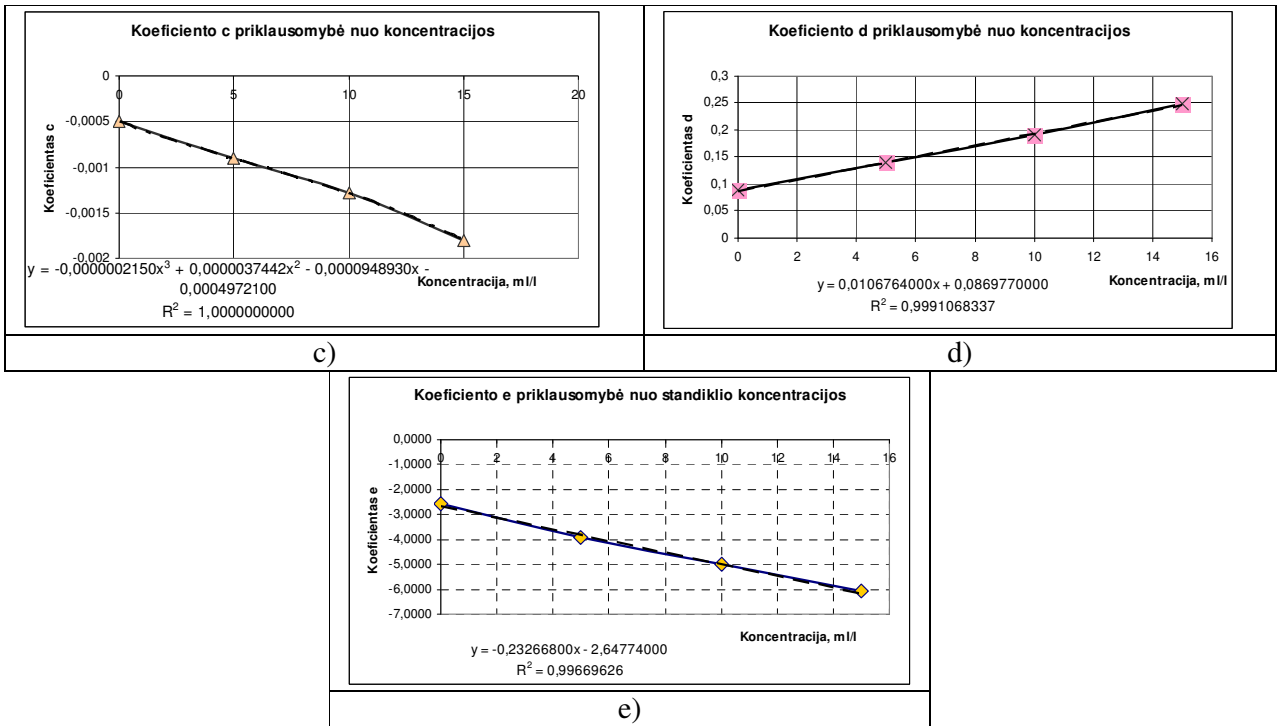 Koeficiento c priklausomybė nuo koncentracijos
0
-0,0005
-0,001
-0,0015
-0,002
0 5 10 15 20
Koeficientas c
Koncentracija, ml/l
y = -0,0000002150x³ + 0,0000037442x² - 0,0000948930x -
0,0004972100
R² = 1,0000000000
c)
Koeficiento d priklausomybė nuo koncentracijos
0,3
0,25
0,2
0,15
0,1
0,05
0
0 2 4 6 8 10 12 14 16
Koeficientas d
Koncentracija, ml/l
y = 0,0106764000x + 0,0869770000
R² = 0,9991068337
d)
Koeficiento e priklausomybė nuo standiklio koncentracijos
0,0000
-1,0000
-2,0000
-3,0000
-4,0000
-5,0000
-6,0000
-7,0000
0 2 4 6 8 10 12 14 16
Koeficientas e
Koncentracija, ml/l
y = -0,23266800x - 2,64774000
R² = 0,99669626
e)